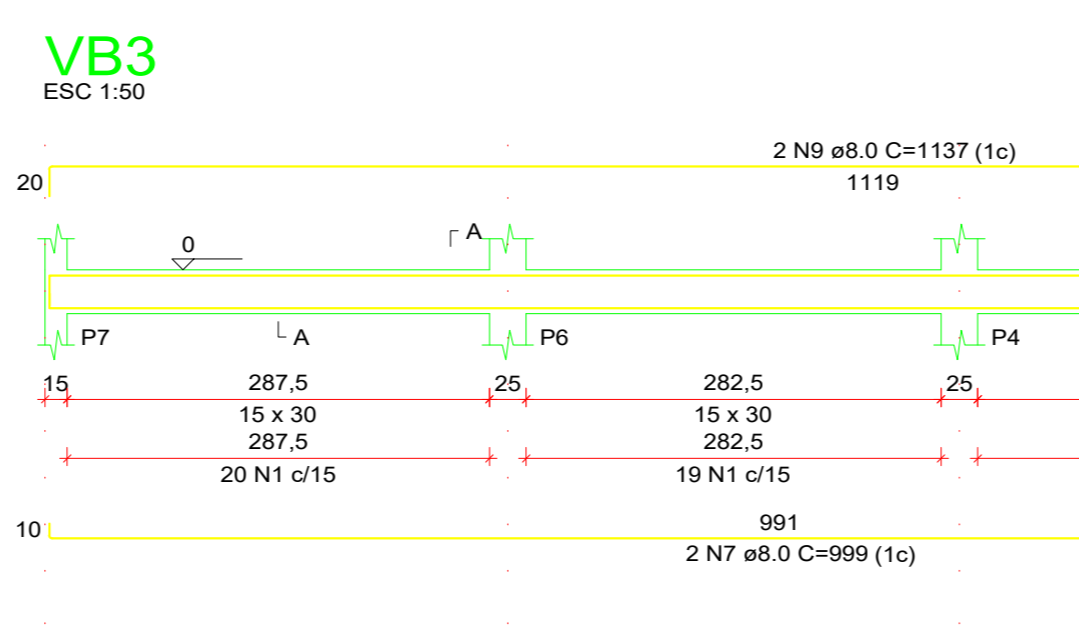 VB3
ESC 1:50
2 N9 ø8.0 C=1137 (1c)
20
1119
A
0
P7
A
P6
P4
15
287,5
25
282,5
25
15 x 30
15 x 30
287,5
282,5
20 N1 c/15
19 N1 c/15
10
991
2 N7 ø8.0 C=999 (1c)